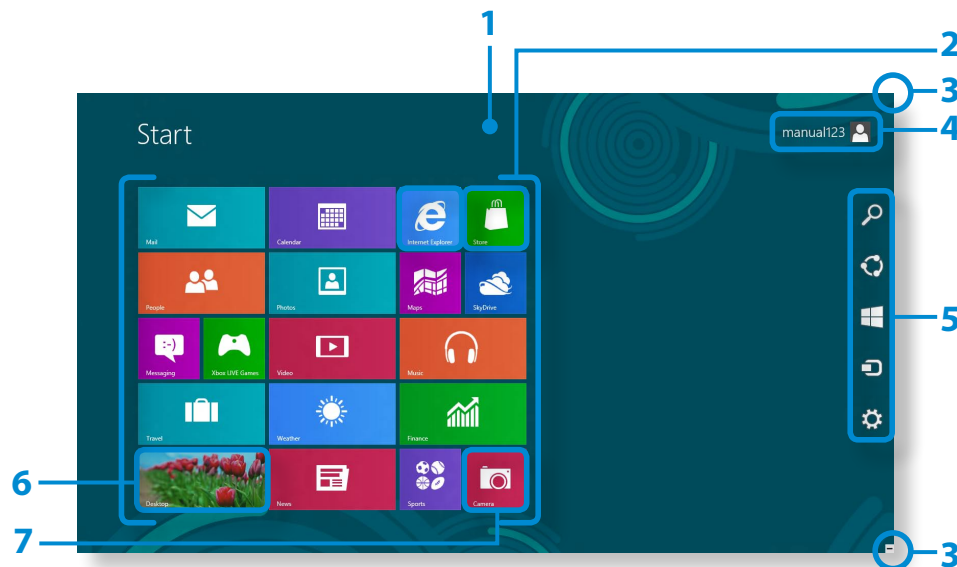 1
2
3
Start
manual123
4
Mail
Calendar
Internet Explorer
Store
People
Photos
Maps
SkyDrive
5
:-)
Messaging
Xbox LIVE Games
Video
Music
Travel
Weather
Finance
6
Desktop
News
Sports
Camera
7
3